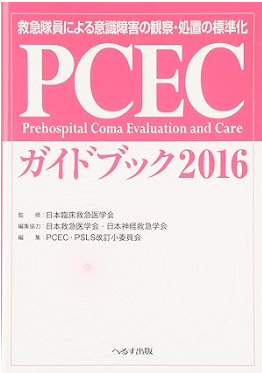 救急隊員による意識障害の観察・処置の標準化
PCEC
Prehospital Coma Evaluation and Care
ガイドブック2016
監 修：日本臨床救急医学会
編集協力：日本救急医学会・日本神経救急学会
編 集：PCEC・PSLS改訂小委員会
へるす出版